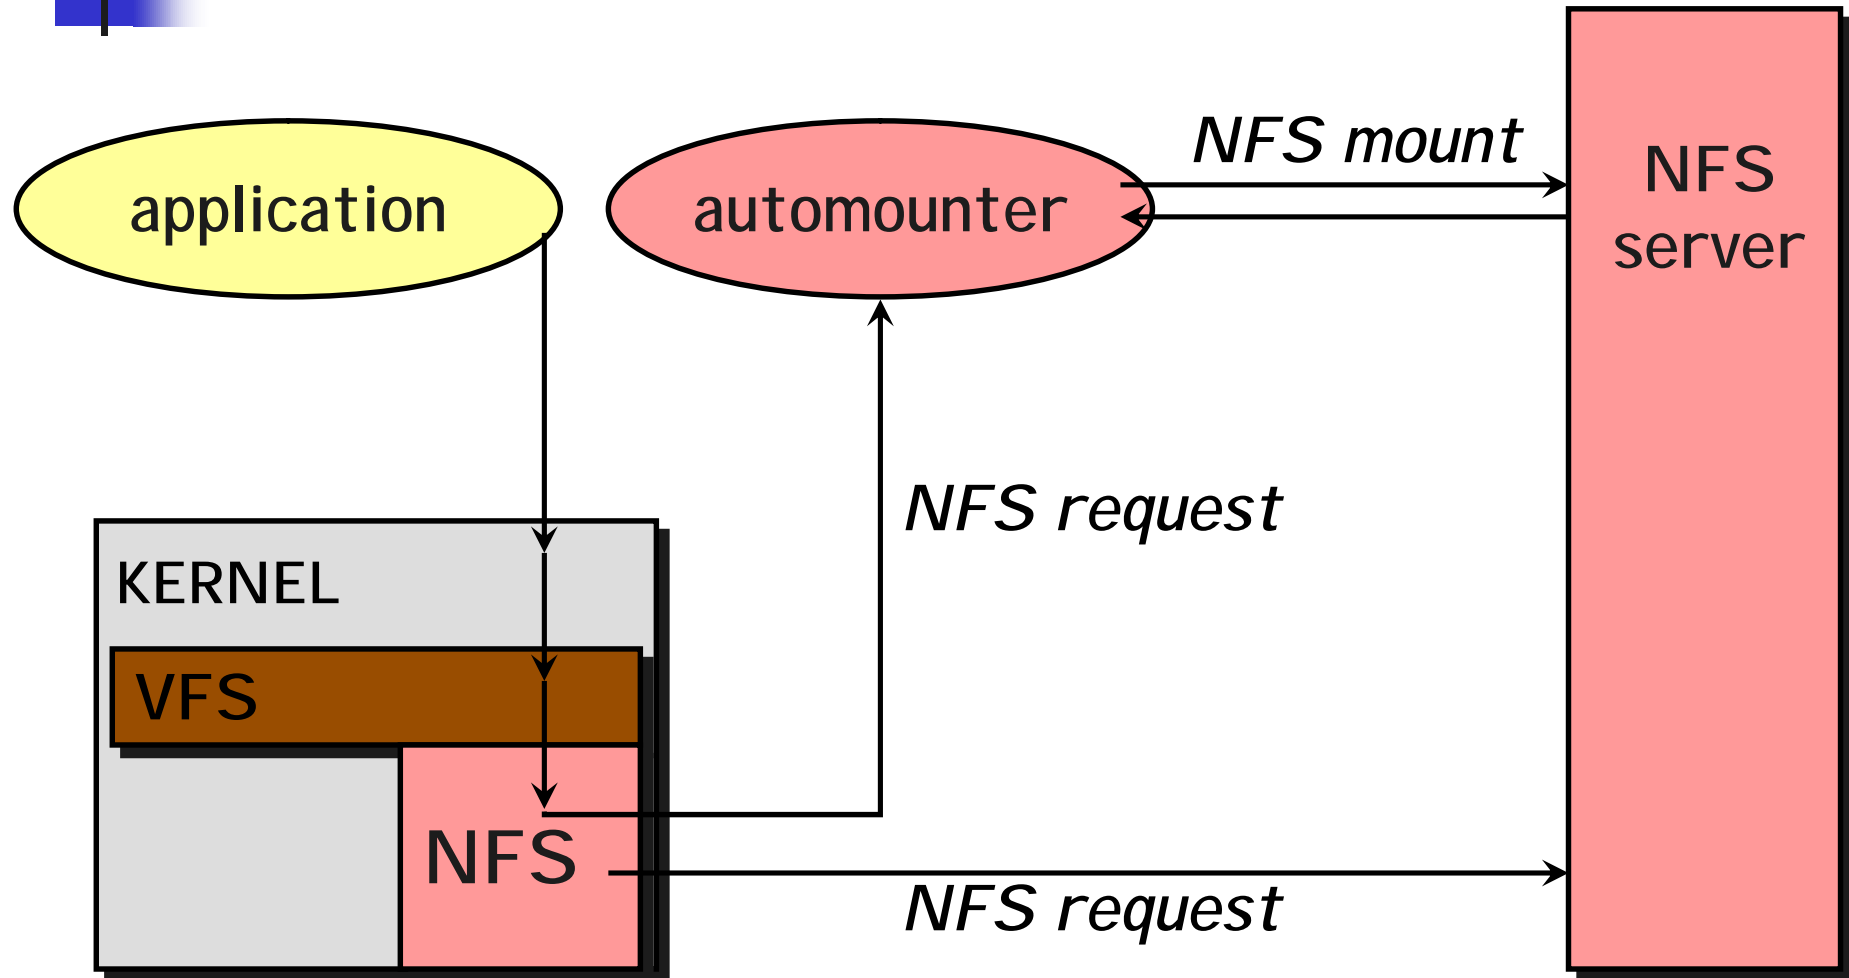 application
automounter
NFS mount
NFS
server
NFS request
KERNEL
VFS
NFS
NFS request